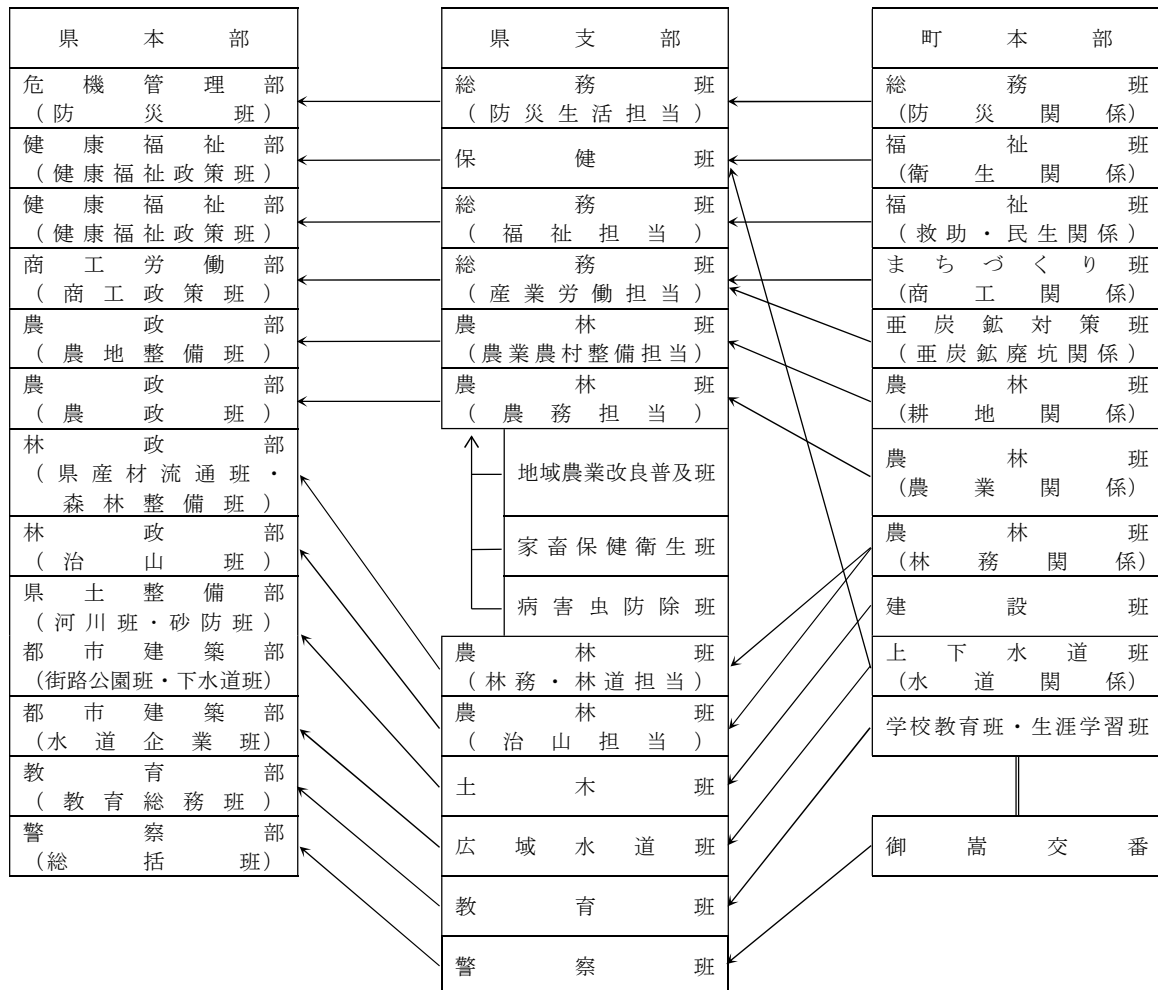 県本部
危機管理部
(防災班)
健康福祉部
(健康福祉政策班)
健康福祉部
(健康福祉政策班)
商工労働部
(商工政策班)
農政部
(農地整備班)
農政部
(農政班)
林政部
(県産材流通班・
森林整備班)
林政部
(治山班)
県土整備部
(河川班・砂防班)
都市建築部
(街路公園班・下水道班)
都市建築部
(水道企業班)
教育部
(教育総務班)
警察部
(総括班)
県支部
総務班
(防災生活担当)
保健班
総務班
(福祉担当)
総務班
(産業労働担当)
農林班
(農業農村整備担当)
農林班
(農務担当)
地域農業改良普及班
家畜保健衛生班
病害虫防除班
農林班
(林務・林道担当)
農林班
(治山担当)
土木班
広域水道班
教育班
警察班
町本部
総務班
(防災関係)
福祉班
(衛生関係)
福祉班
(救助・民生関係)
まちづくり班
(商工関係)
亜炭鉱対策班
(亜炭鉱廃坑関係)
農林班
(耕地関係)
農林班
(農業関係)
農林班
(林務関係)
建設班
上下水道班
(水道関係)
学校教育班・生涯学習班
御嵩交番